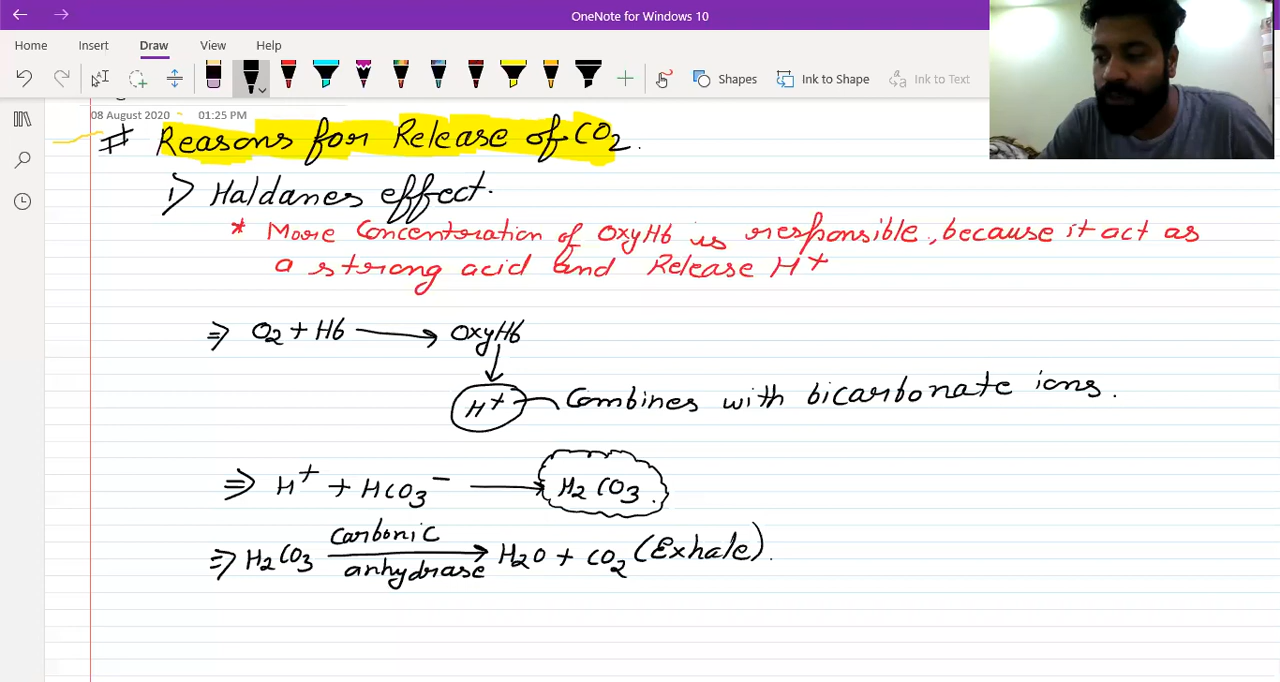 OneNote for Windows 10
Home Insert Draw View Help
Shapes Ink to Shape Ink to Text
08 August 2020 01:25 PM
# Reasons for Release of CO2.
1) Haldanes effect.
* More Concentration of OxyHb is responsible, because it act as
a strong acid and Release H+
⇒ O2 + Hb → OxyHb
H+ Combines with bicarbonate ions.
⇒ H+ + HCO3- → H2CO3.
Carbonic
⇒ H2CO3 → H2O + CO2 (Exhale).
anhydrase